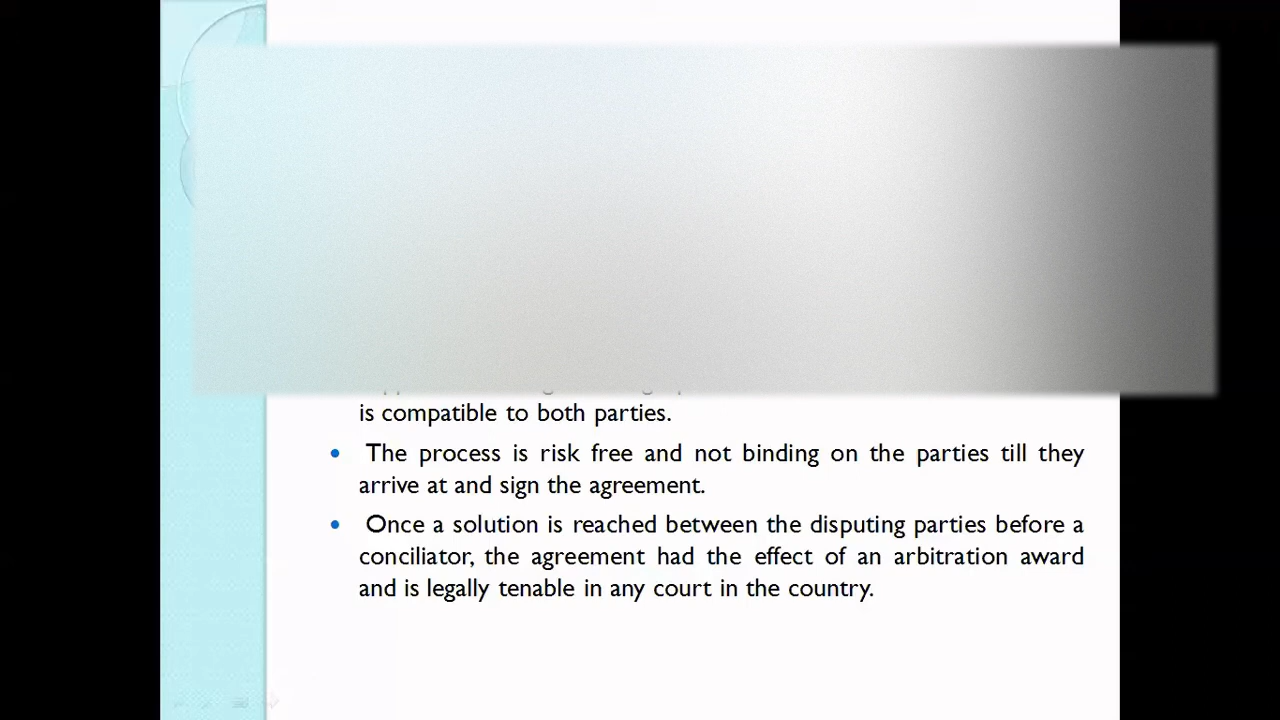 is compatible to both parties.
• The process is risk free and not binding on the parties till they
arrive at and sign the agreement.
• Once a solution is reached between the disputing parties before a
conciliator, the agreement had the effect of an arbitration award
and is legally tenable in any court in the country.